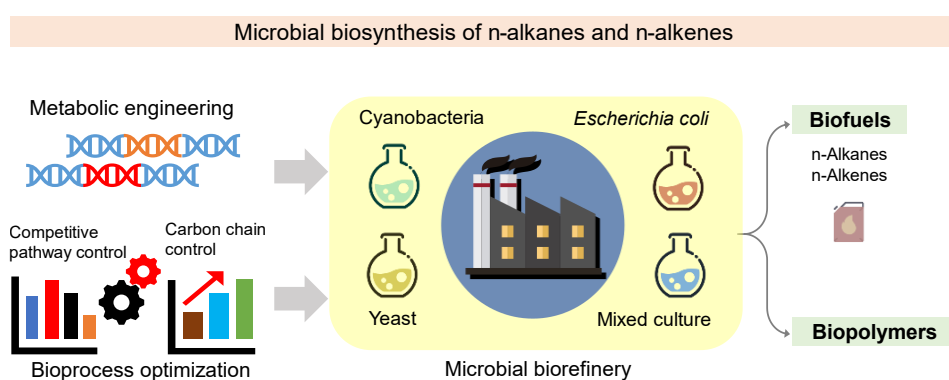 Microbial biosynthesis of n-alkanes and n-alkenes
Metabolic engineering
Competitive
pathway control
Carbon chain
control
Bioprocess optimization
Cyanobacteria
Escherichia coli
Yeast
Mixed culture
Microbial biorefinery
Biofuels
n-Alkanes
n-Alkenes
Biopolymers